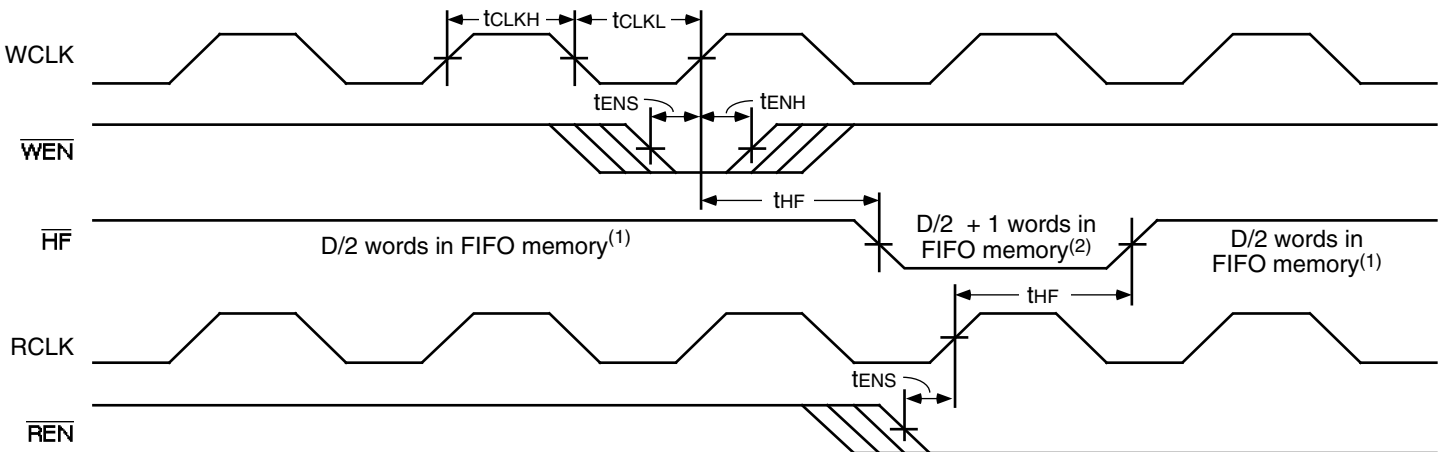 tCLKH tCLKL
WCLK
tENS tENH
WEN
tHF
HF
D/2 words in FIFO memory(1)
D/2 + 1 words in
FIFO memory(2)
D/2 words in
FIFO memory(1)
tHF
RCLK
tENS
REN